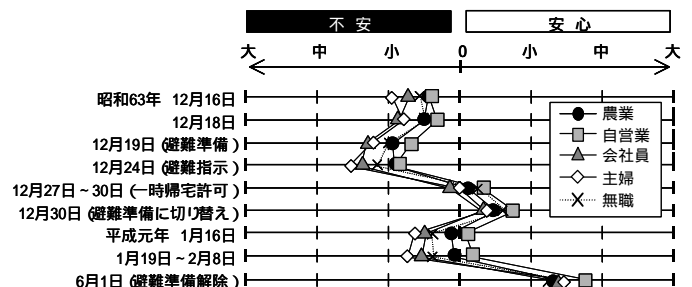 不 安 安 心
大 中 小 0 小 中 大
昭和63年 12月16日
12月18日
12月19日(避難準備)
12月24日(避難指示)
12月27日~30日(一時帰宅許可)
12月30日(避難準備に切り替え)
平成元年 1月16日
1月19日~2月8日
6月1日(避難準備解除)
農業
自営業
会社員
主婦
無職